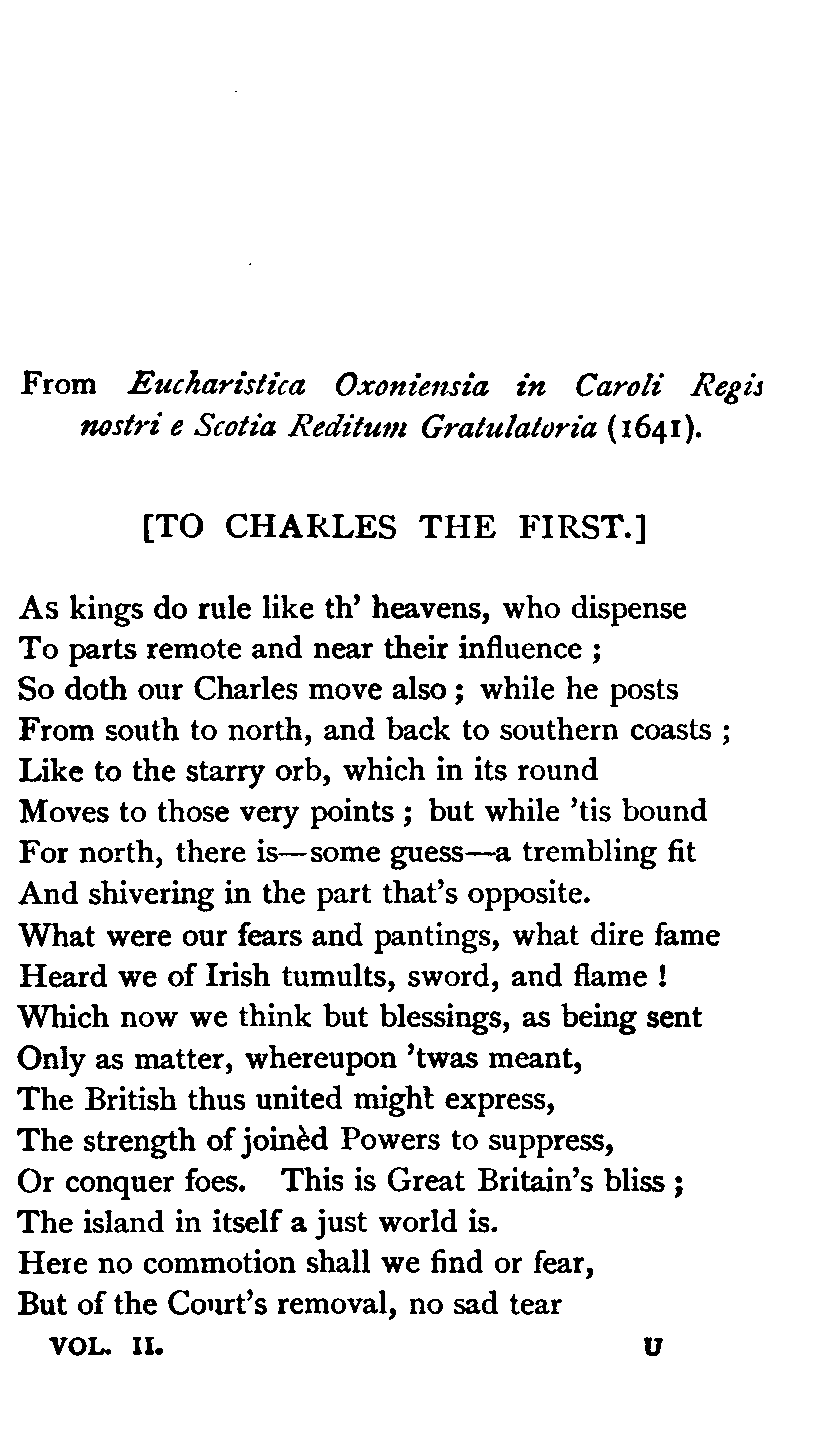 From Eucharistica Oxoniensia in Caroli Regis
nostri e Scotia Reditum Gratulatoria (1641).
[TO CHARLES THE FIRST.]
As kings do rule like th' heavens, who dispense
To parts remote and near their influence ;
So doth our Charles move also ; while he posts
From south to north, and back to southern coasts ;
Like to the starry orb, which in its round
Moves to those very points ; but while 'tis bound
For north, there is—some guess—a trembling fit
And shivering in the part that's opposite.
What were our fears and pantings, what dire fame
Heard we of Irish tumults, sword, and flame !
Which now we think but blessings, as being sent
Only as matter, whereupon 'twas meant,
The British thus united might express,
The strength of joinèd Powers to suppress,
Or conquer foes. This is Great Britain's bliss ;
The island in itself a just world is.
Here no commotion shall we find or fear,
But of the Court's removal, no sad tear
VOL. II. U